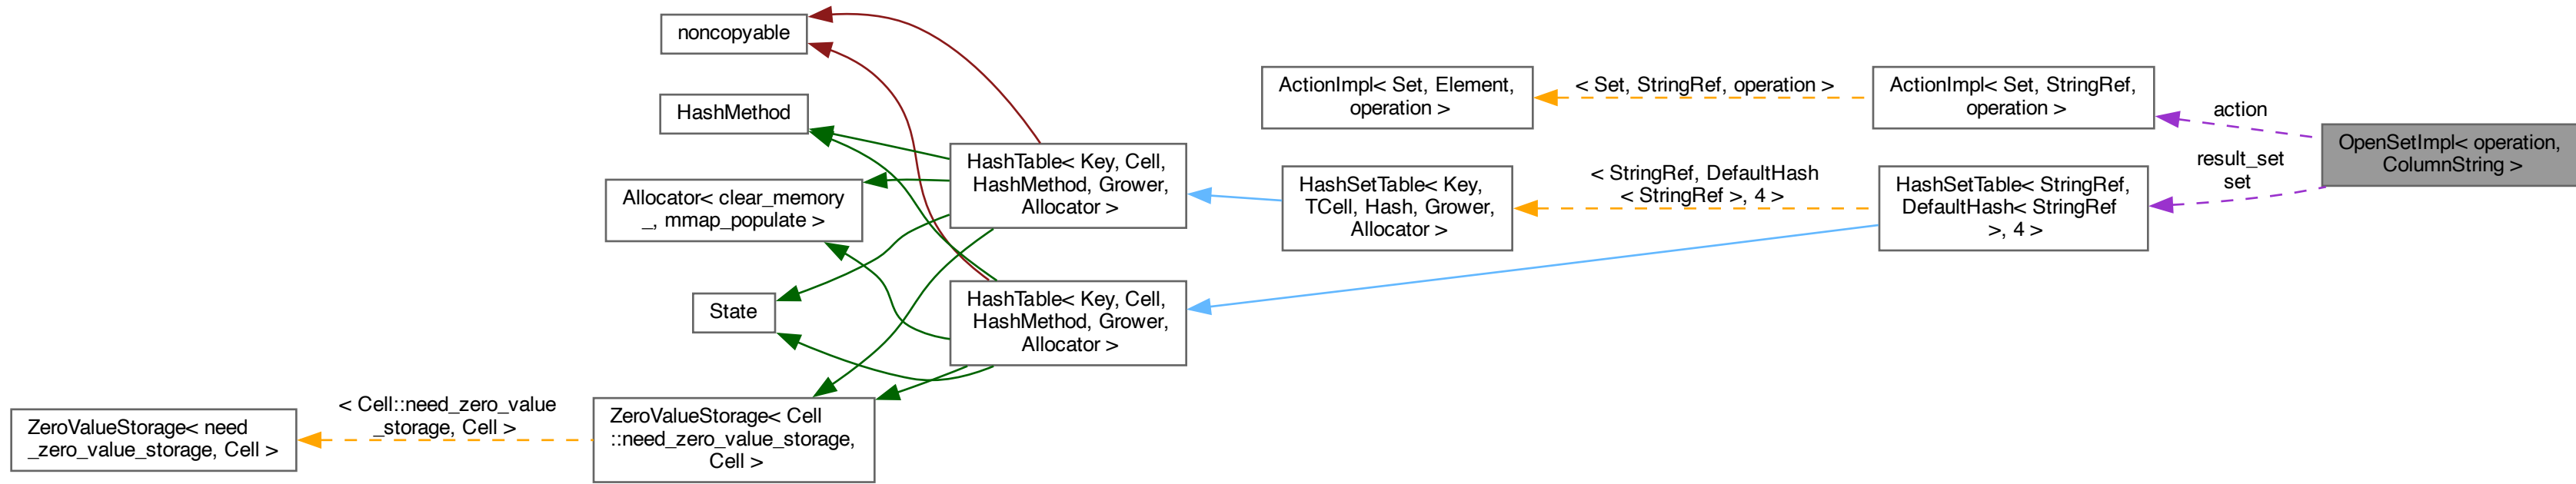 noncopyable
HashMethod
Allocator< clear_memory
_, mmap_populate >
State
ZeroValueStorage< need
_zero_value_storage, Cell >
< Cell::need_zero_value
_storage, Cell >
ZeroValueStorage< Cell
::need_zero_value_storage,
Cell >
HashTable< Key, Cell,
HashMethod, Grower,
Allocator >
HashTable< Key, Cell,
HashMethod, Grower,
Allocator >
ActionImpl< Set, Element,
operation >
< Set, StringRef, operation >
ActionImpl< Set, StringRef,
operation >
HashSetTable< Key,
TCell, Hash, Grower,
Allocator >
< StringRef, DefaultHash
< StringRef >, 4 >
HashSetTable< StringRef,
DefaultHash< StringRef
>, 4 >
action
result_set
set
OpenSetImpl< operation,
ColumnString >